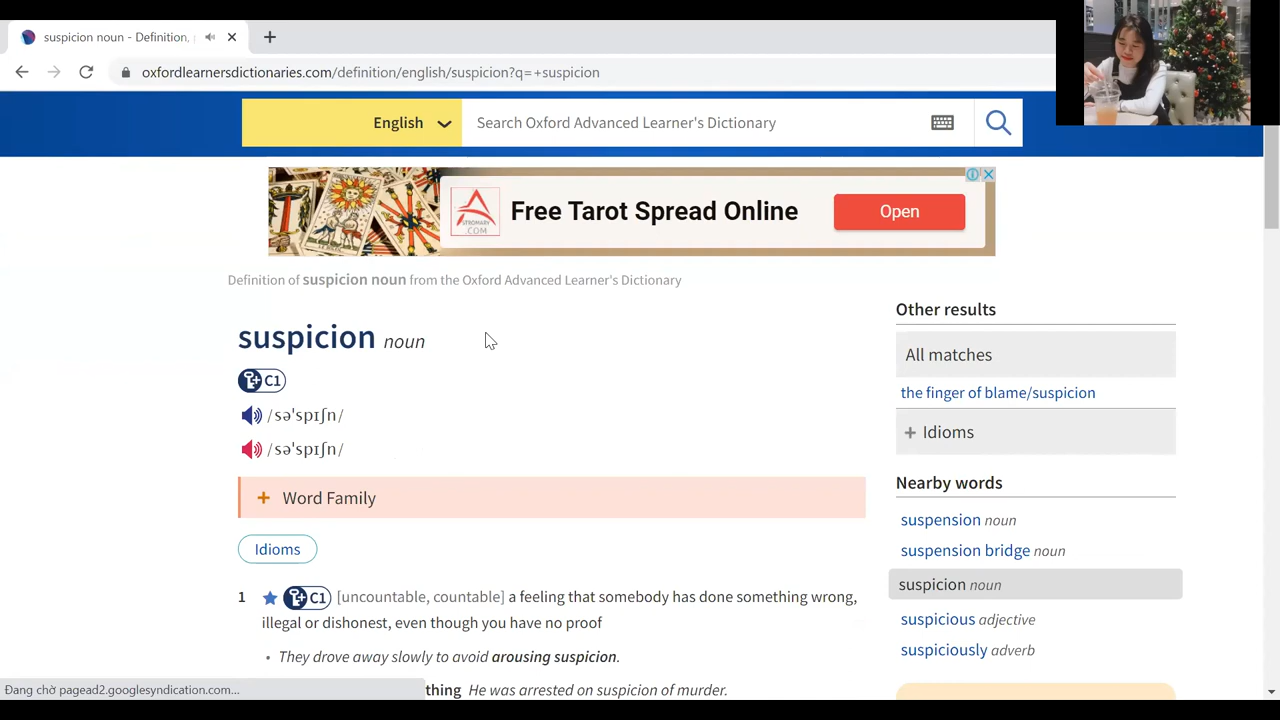 suspicion noun - Definition,
oxfordlearnersdictionaries.com/definition/english/suspicion?q=+suspicion
English
Search Oxford Advanced Learner's Dictionary
STROMARY
.COM
Free Tarot Spread Online
Open
Definition of suspicion noun from the Oxford Advanced Learner's Dictionary
suspicion noun
C1
/səˈspɪʃn/
/səˈspɪʃn/
+ Word Family
Idioms
1 C1 [uncountable, countable] a feeling that somebody has done something wrong,
illegal or dishonest, even though you have no proof
• They drove away slowly to avoid arousing suspicion.
thing He was arrested on suspicion of murder.
Other results
All matches
the finger of blame/suspicion
+ Idioms
Nearby words
suspension noun
suspension bridge noun
suspicion noun
suspicious adjective
suspiciously adverb
Đang chờ pagead2.googlesyndication.com...